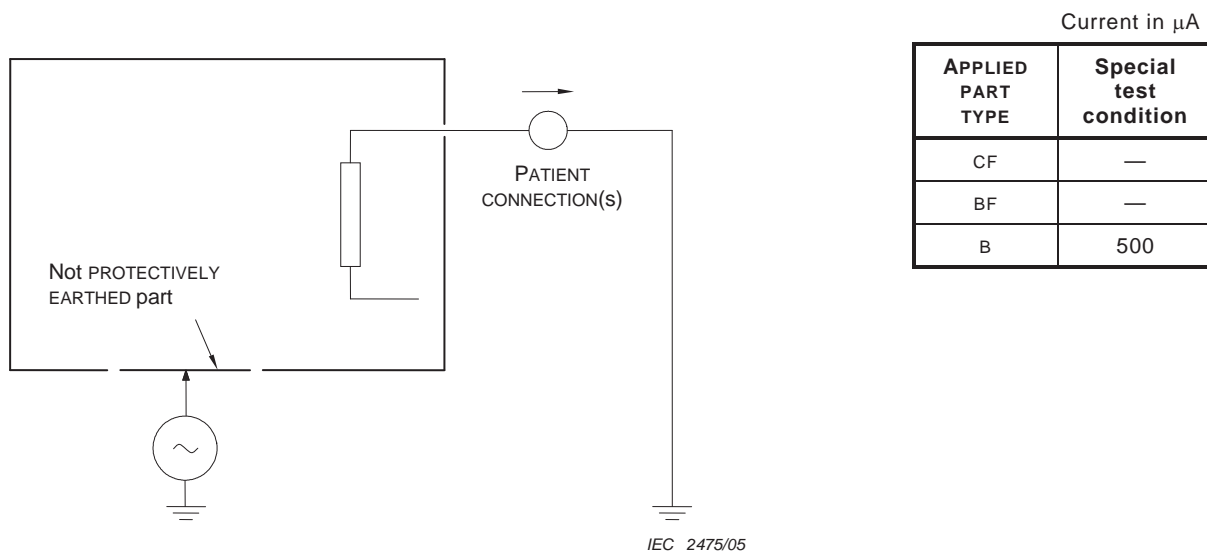 Current in µA
APPLIED
PART
TYPE
Special
test
condition
CF —
BF —
B 500
PATIENT
CONNECTION(s)
Not PROTECTIVELY
EARTHED part
IEC 2475/05